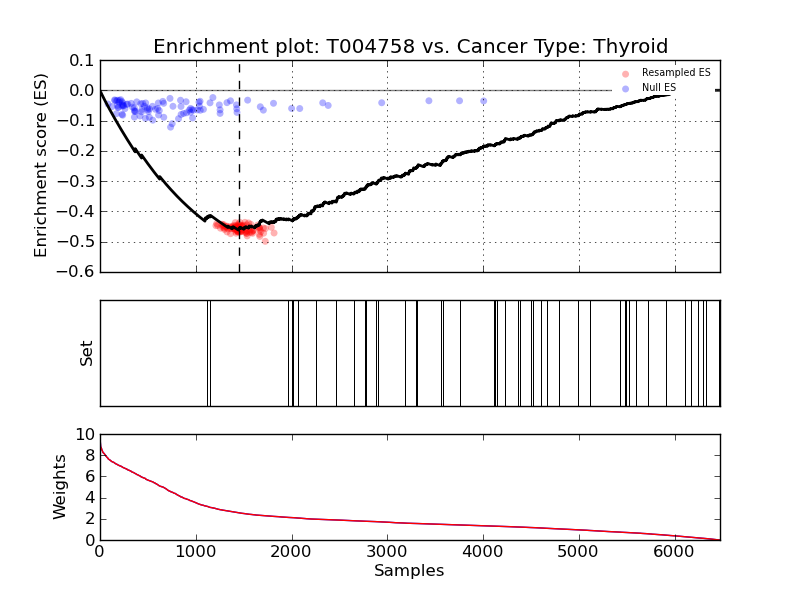 Enrichment plot: T004758 vs. Cancer Type: Thyroid
Enrichment score (ES)
0.1
0.0
−0.1
−0.2
−0.3
−0.4
−0.5
−0.6
Resampled ES
Null ES
Set
Weights
10
8
6
4
2
0
0 1000 2000 3000 4000 5000 6000
Samples